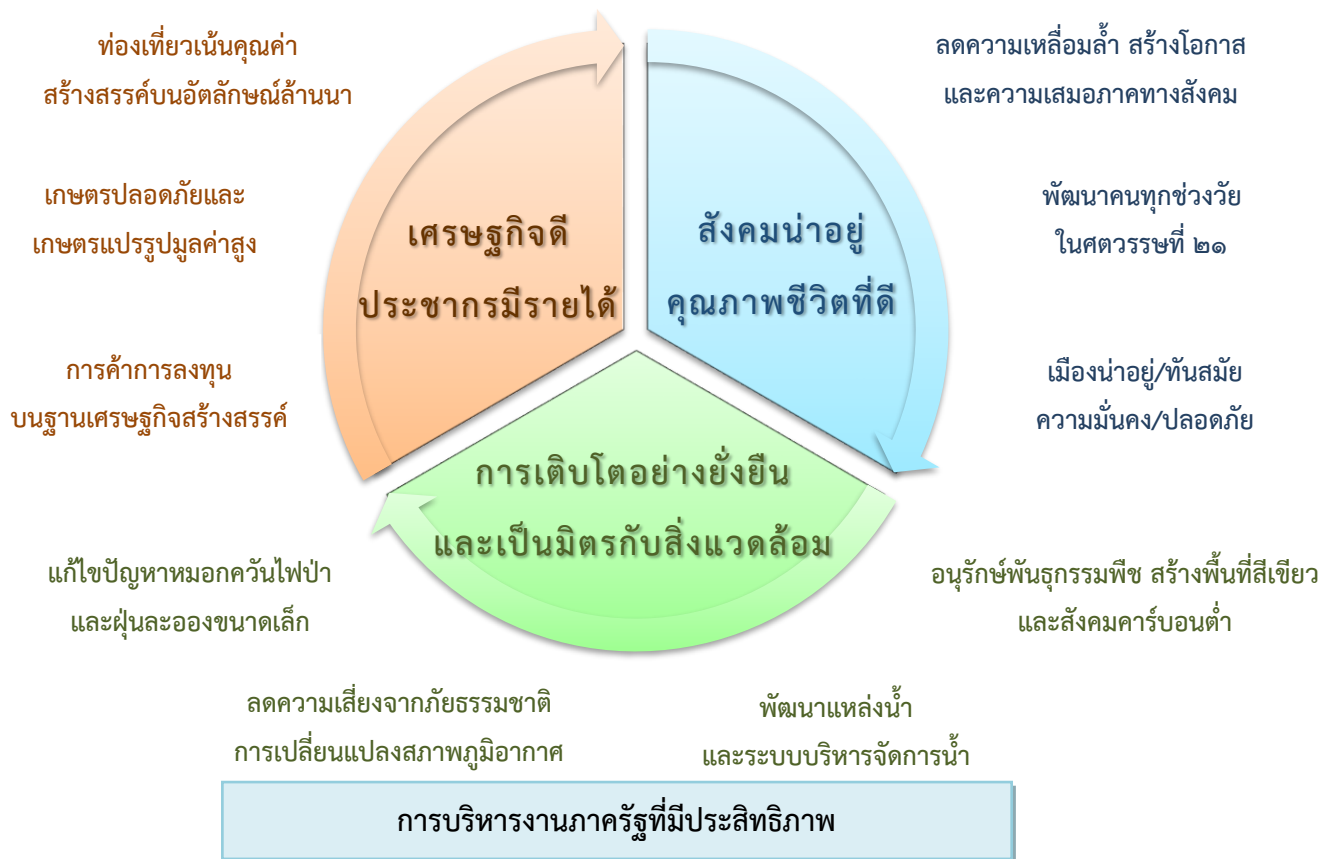 ท่องเที่ยวเน้นคุณค่า
สร้างสรรค์บนอัตลักษณ์ล้านนา
เกษตรปลอดภัยและ
เกษตรแปรรูปมูลค่าสูง
การค้าการลงทุน
บนฐานเศรษฐกิจสร้างสรรค์
เศรษฐกิจดี
ประชากรมีรายได้
สังคมน่าอยู่
คุณภาพชีวิตที่ดี
ลดความเหลื่อมล้ำ สร้างโอกาส
และความเสมอภาคทางสังคม
พัฒนาคนทุกช่วงวัย
ในศตวรรษที่ ๒๑
เมืองน่าอยู่/ทันสมัย
ความมั่นคง/ปลอดภัย
การเติบโตอย่างยั่งยืน
และเป็นมิตรกับสิ่งแวดล้อม
แก้ไขปัญหาหมอกควันไฟป่า
และฝุ่นละอองขนาดเล็ก
อนุรักษ์พันธุกรรมพืช สร้างพื้นที่สีเขียว
และสังคมคาร์บอนต่ำ
ลดความเสี่ยงจากภัยธรรมชาติ
การเปลี่ยนแปลงสภาพภูมิอากาศ
พัฒนาแหล่งน้ำ
และระบบบริหารจัดการน้ำ
การบริหารงานภาครัฐที่มีประสิทธิภาพ